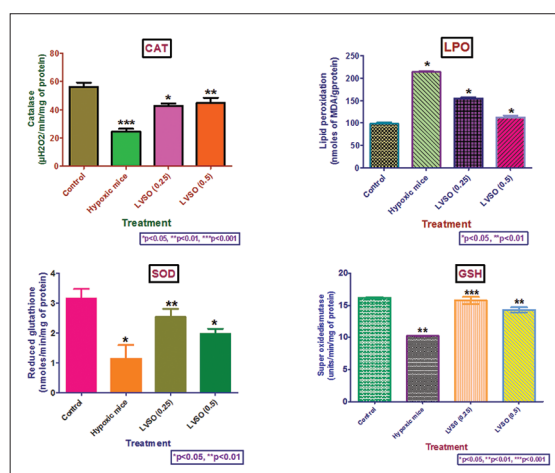 CAT
Catalase
(µH2O2/min/mg of protein)
80
60
40
20
0
***
*
**
Control
Hypoxic mice
LVSO (0.25)
LVSO (0.5)
Treatment
*p<0.05, **p<0.01, ***p<0.001
LPO
Lipid peroxidation
(nmoles of MDA/gprotein)
250
200
150
100
50
0
*
*
*
Control
Hypoxic mice
LVSO (0.25)
LVSO (0.5)
Treatment
*p<0.05, **p<0.01
SOD
Reduced glutathione
(nmoles/min/mg of protein)
4
3
2
1
0
*
**
*
Control
Hypoxic mice
LVSO (0.25)
LVSO (0.5)
Treatment
*p<0.05, **p<0.01
GSH
Super oxidedismutase
(units/min/mg of protein)
20
15
10
5
0
**
***
**
Control
Hypoxic mice
LVS0 (0.25)
LVSO (0.5)
Treatment
*p<0.05, **p<0.01, ***p<0.001